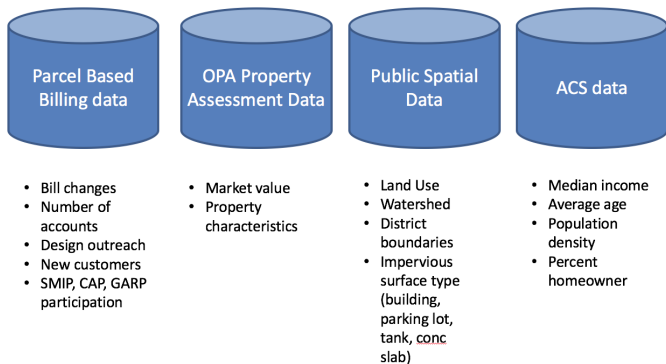 Parcel Based
Billing data
OPA Property
Assessment Data
Public Spatial
Data
ACS data
• Bill changes
• Number of
accounts
• Design outreach
• New customers
• SMIP, CAP, GARP
participation
• Market value
• Property
characteristics
• Land Use
• Watershed
• District
boundaries
• Impervious
surface type
(building,
parking lot,
tank, conc
slab)
• Median income
• Average age
• Population
density
• Percent
homeowner